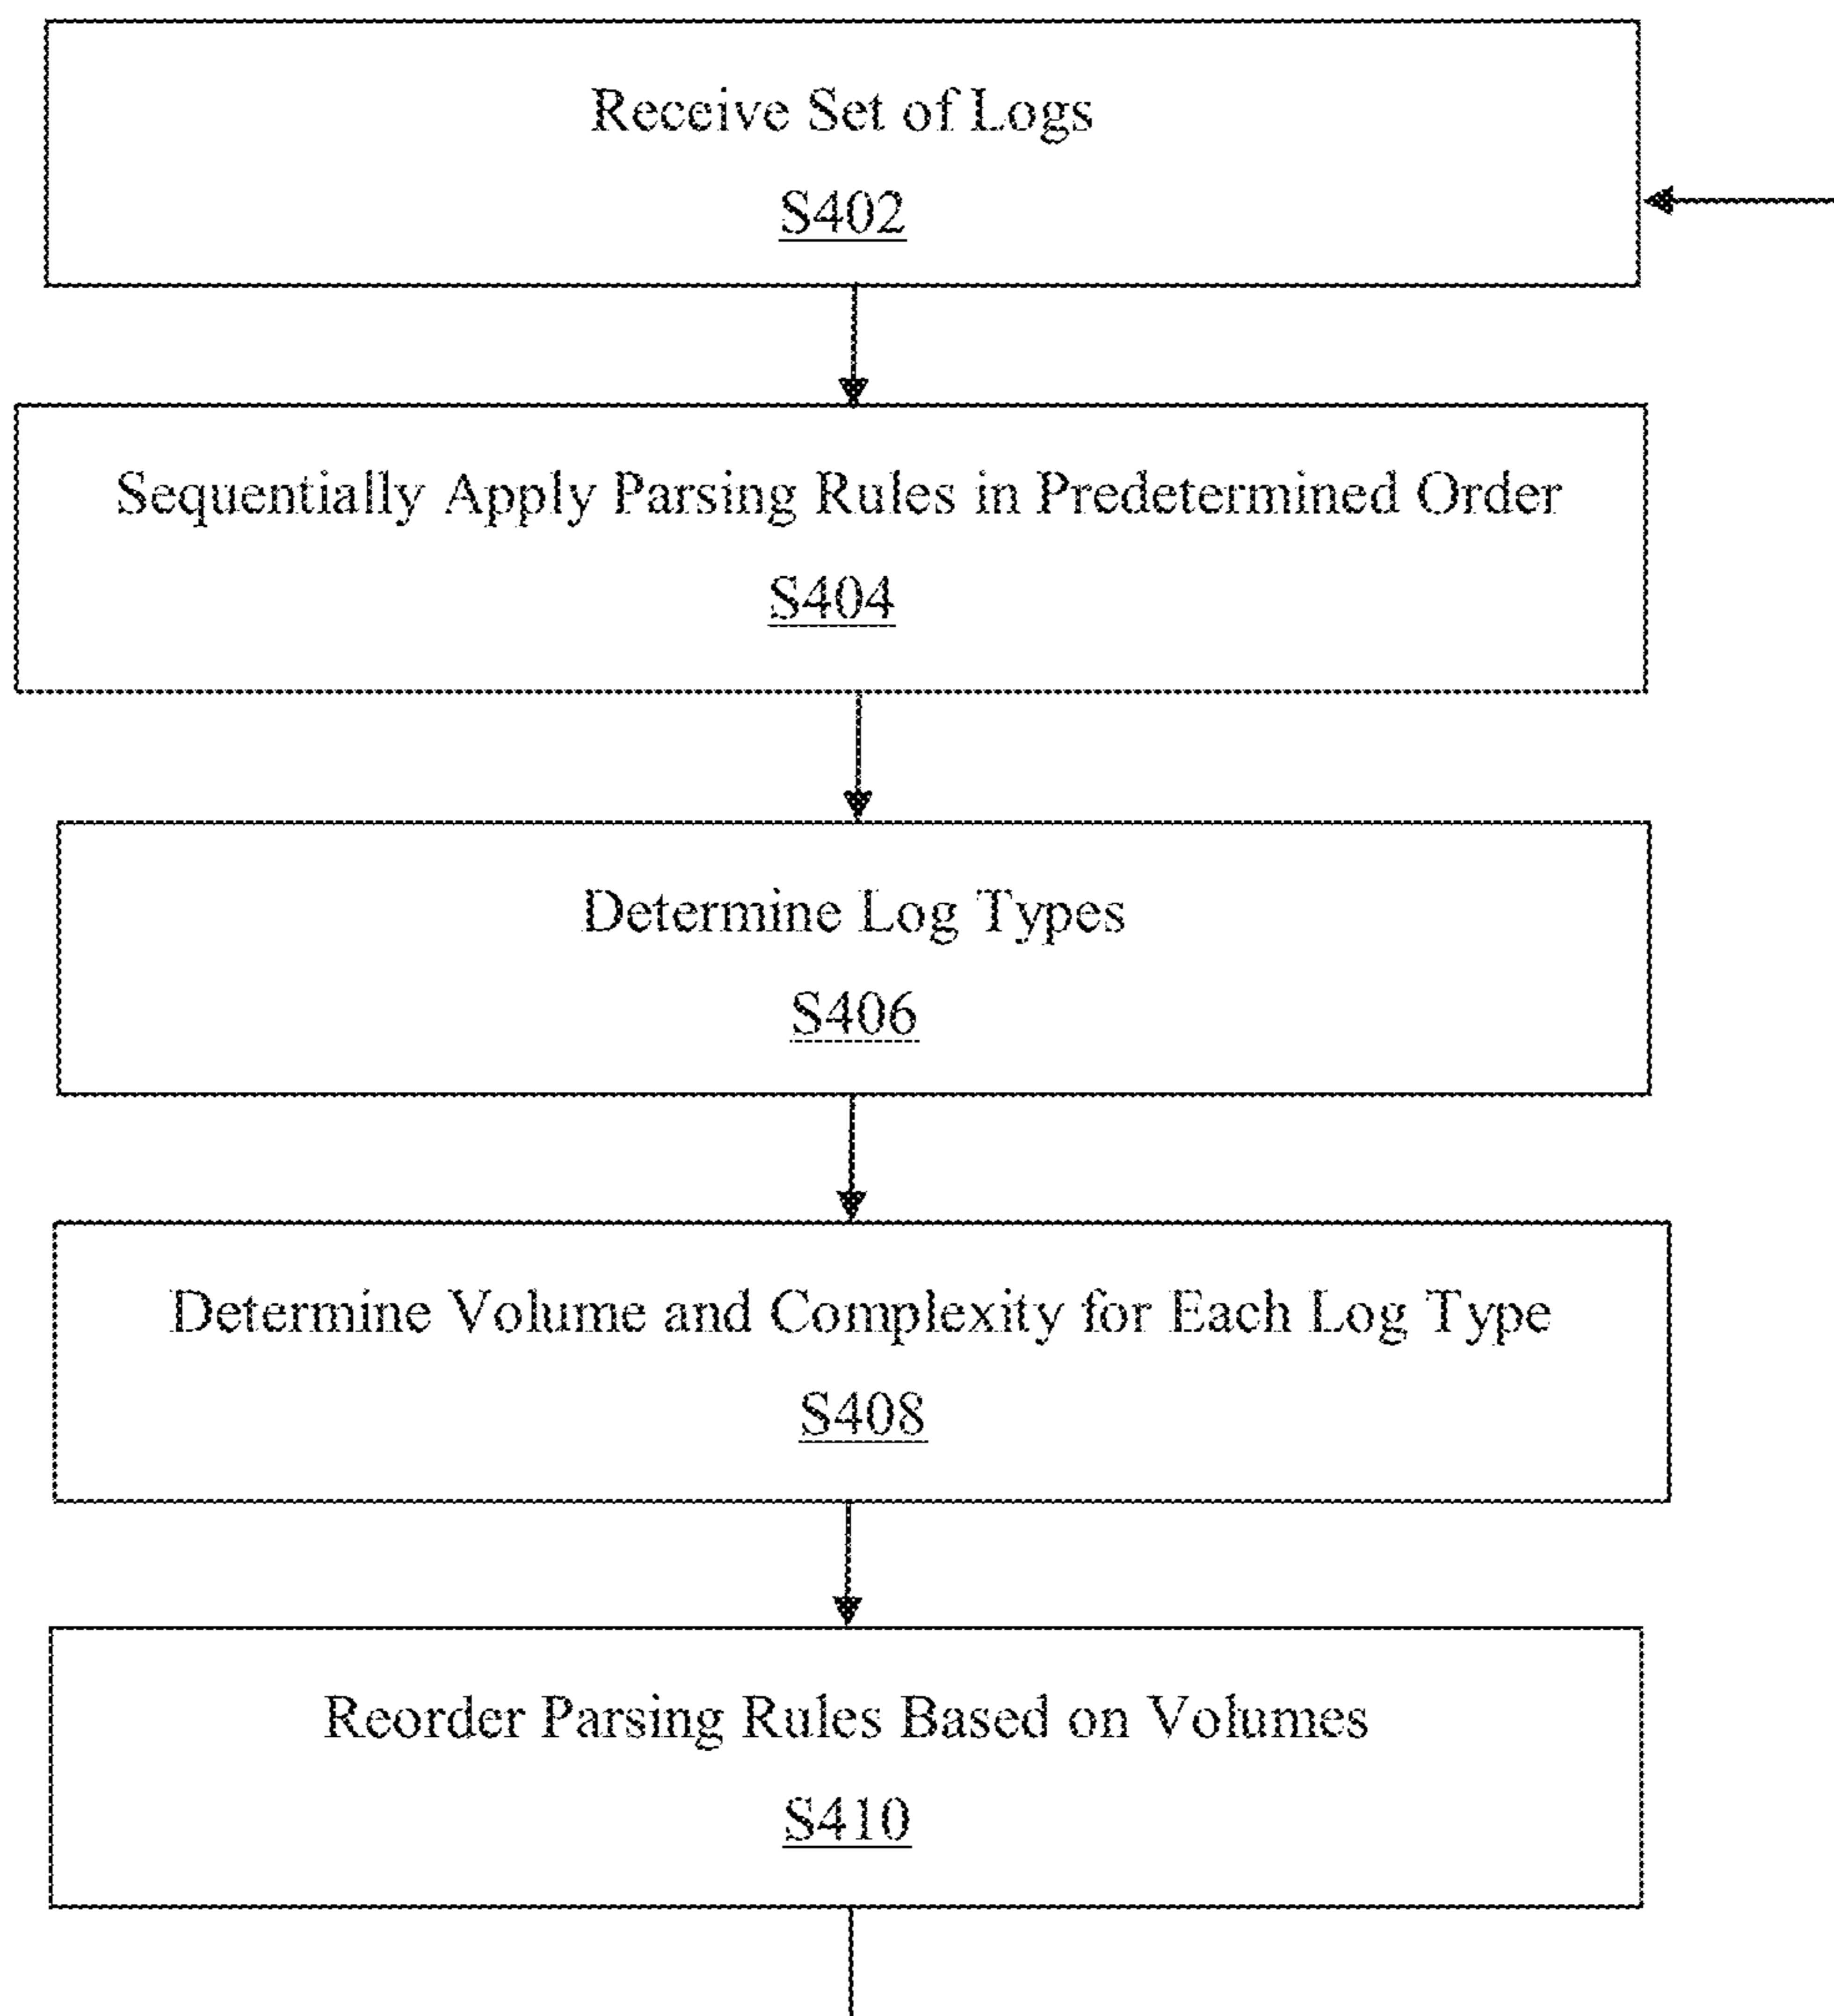 Receive Set of Logs
S402
Sequentially Apply Parsing Rules in Predetermined Order
S404
Determine Log Types
S406
Determine Volume and Complexity for Each Log Type
S408
Reorder Parsing Rules Based on Volumes
S410